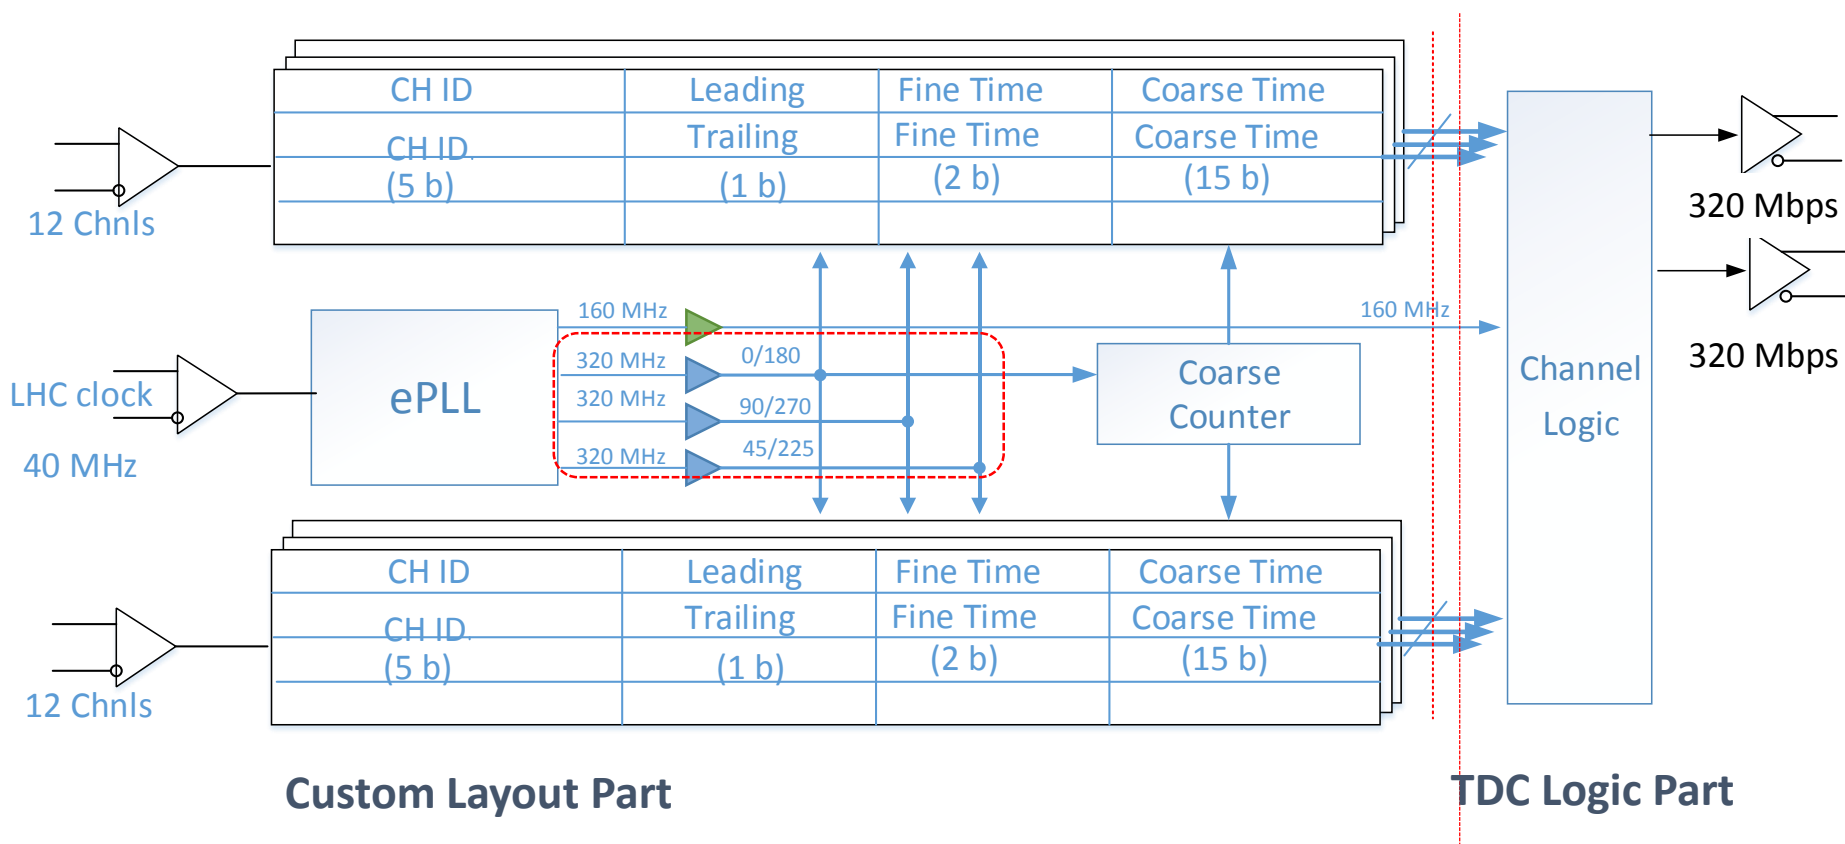 CH ID Leading Fine Time Coarse Time
CH ID. Trailing Fine Time Coarse Time
(5 b) (1 b) (2 b) (15 b)
12 Chnls
320 Mbps
160 MHz
160 MHz
320 MHz 0/180
320 MHz 90/270
320 MHz 45/225
LHC clock
40 MHz
ePLL
Coarse
Counter
Channel
Logic
320 Mbps
CH ID Leading Fine Time Coarse Time
CH ID. Trailing Fine Time Coarse Time
(5 b) (1 b) (2 b) (15 b)
12 Chnls
Custom Layout Part
TDC Logic Part